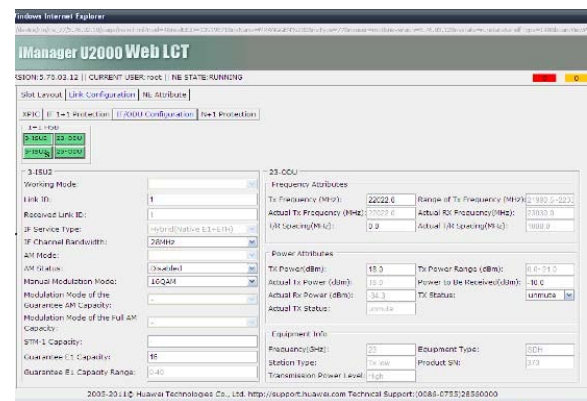 Windows Internet Explorer
iManager U2000 Web LCT
RSION: 5.76.03.12 || CURRENT USER: root || NE STATE: RUNNING
0 0
Slot Layout Link Configuration NE Attribute
XPIC IF 1+1 Protection IF/ODU Configuration N+1 Protection
1+1 HSB
3-ISU2 23-ODU
3-ISU2
Working Mode:
Link ID: 1
Received Link ID: 1
IF Service Type: Hybrid(Native E1+ETH)
IF Channel Bandwidth: 28MHz
AM Mode: -
AM Status: Disabled
Manual Modulation Mode: 16QAM
Modulation Mode of the
Guarantee AM Capacity: -
Modulation Mode of the Full AM
Capacity: -
STM-1 Capacity:
Guarantee E1 Capacity: 16
Guarantee E1 Capacity Range: 0-40
23-ODU
Frequency Attributes
Tx Frequency (MHz): 22022.0 Range of Tx Frequency (MHz):
Actual Tx Frequency (MHz): 22022.0 Actual RX Frequency(MHz):
T/R Spacing(MHz): 0.0 Actual T/R Spacing(MHz):
Power Attributes
TX Power(dBm): 18.0 Tx Power Range (dBm):
Actual Tx Power (dBm): 18.0 Power to Be Received(dBm): -10.0
Actual Rx Power (dBm): -34.3 TX Status: unmute
Actual TX Status: unmute
Equipment Info
Frequency(GHz): 23 Equipment Type: SDH
Station Type: Tx low Product SN: 373
Transmission Power Level: High
2003-2011© Huawei Technologies Co., Ltd. http://support.huawei.com Technical Support:(0086-0755)28560000